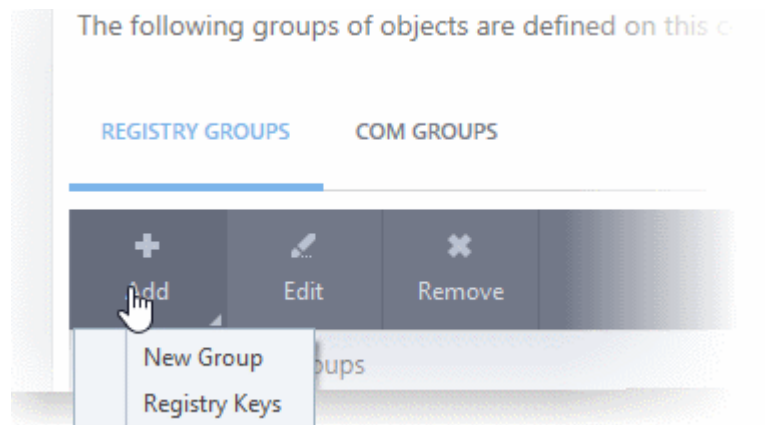 The following groups of objects are defined on this c
REGISTRY GROUPS COM GROUPS
Add Edit Remove
New Group
Registry Keys